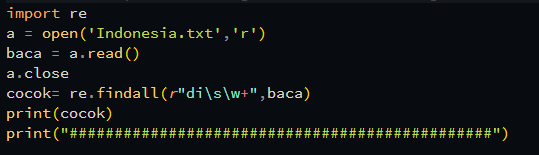 import re
a = open('Indonesia.txt','r')
baca = a.read()
a.close
cocok= re.findall(r"di\s\w+",baca)
print(cocok)
print("###############################################")